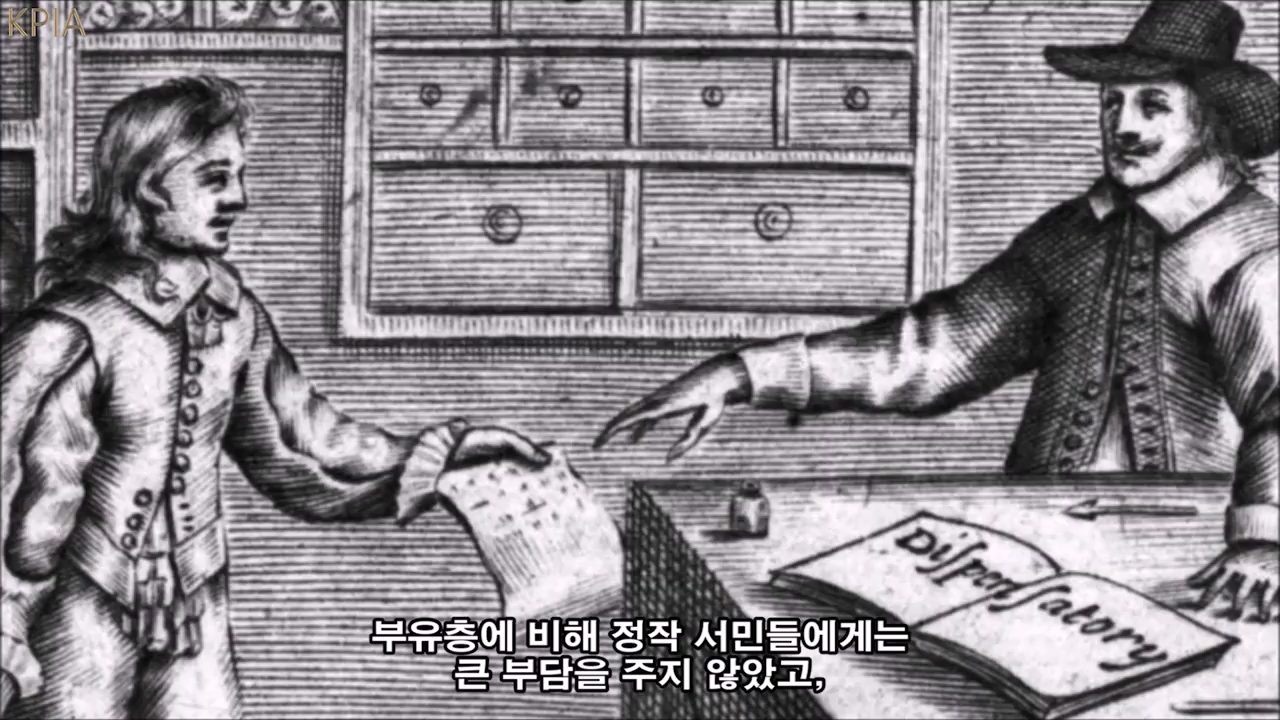 KPIA
Diſpenſatory
부유층에 비해 정작 서민들에게는
큰 부담을 주지 않았고,